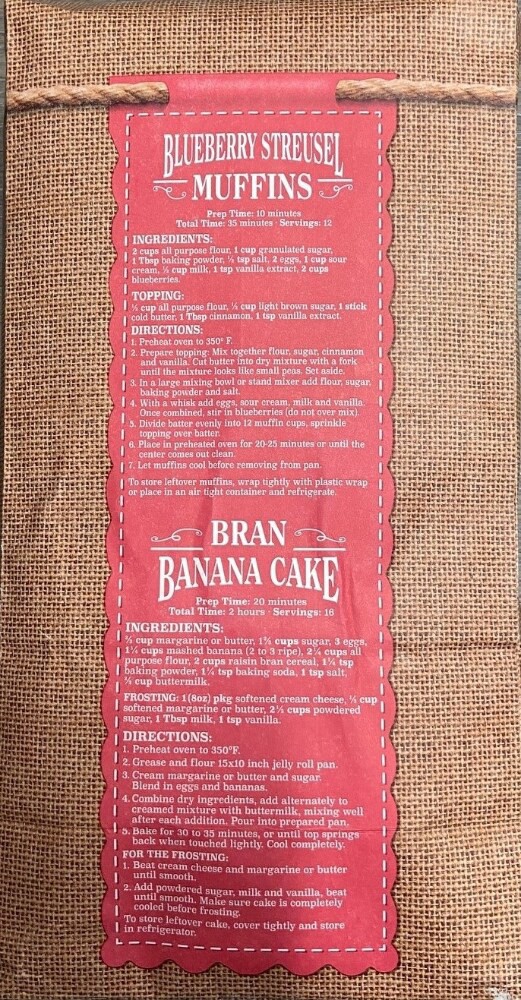 BLUEBERRY STREUSEL
MUFFINS
Prep Time: 10 minutes
Total Time: 35 minutes · Servings: 12
INGREDIENTS:
2 cups all purpose flour, 1 cup granulated sugar,
1 Tbsp baking powder, ½ tsp salt, 2 eggs, 1 cup sour
cream, cup milk, 1 tsp vanilla extract, 2 cups
blueberries.
TOPPING:
cup all purpose flour, cup light brown sugar, 1 stick
cold butter, 1 Tbsp cinnamon, 1 tsp vanilla extract.
DIRECTIONS:
1. Preheat oven to 350° F.
2. Prepare topping: Mix together flour, sugar, cinnamon
and vanilla. Cut butter into dry mixture with a fork
until the mixture looks like small peas. Set aside.
3. In a large mixing bowl or stand mixer add flour, sugar,
baking powder and salt.
4. With a whisk add eggs, sour cream, milk and vanilla.
Once combined, stir in blueberries (do not over mix).
5. Divide batter evenly into 12 muffin cups, sprinkle
topping over batter.
6. Place in preheated oven for 20-25 minutes or until the
center comes out clean.
7. Let muffins cool before removing from pan.
To store leftover muffins, wrap tightly with plastic wrap
or place in an air tight container and refrigerate.
BRAN
BANANA CAKE
Prep Time: 20 minutes
Total Time: 2 hours · Servings: 16
INGREDIENTS:
cup margarine or butter, cups sugar, 3 eggs,
1¼ cups mashed banana (2 to 3 ripe), 2¼ cups all
purpose flour, 2 cups raisin bran cereal, 1¼ tsp
baking powder, 1¼ tsp baking soda, 1 tsp salt,
cup buttermilk.
FROSTING: 1(8oz) pkg softened cream cheese, cup
softened margarine or butter, cups powdered
sugar, 1 Tbsp milk, 1 tsp vanilla.
DIRECTIONS:
1. Preheat oven to 350°F.
2. Grease and flour 15x10 inch jelly roll pan.
3. Cream margarine or butter and sugar.
Blend in eggs and bananas.
4. Combine dry ingredients, add alternately to
creamed mixture with buttermilk, mixing well
after each addition. Pour into prepared pan.
5. Bake for 30 to 35 minutes, or until top springs
back when touched lightly. Cool completely.
FOR THE FROSTING:
1. Beat cream cheese and margarine or butter
until smooth.
2. Add powdered sugar, milk and vanilla, beat
until smooth. Make sure cake is completely
cooled before frosting.
To store leftover cake, cover tightly and store
in refrigerator.